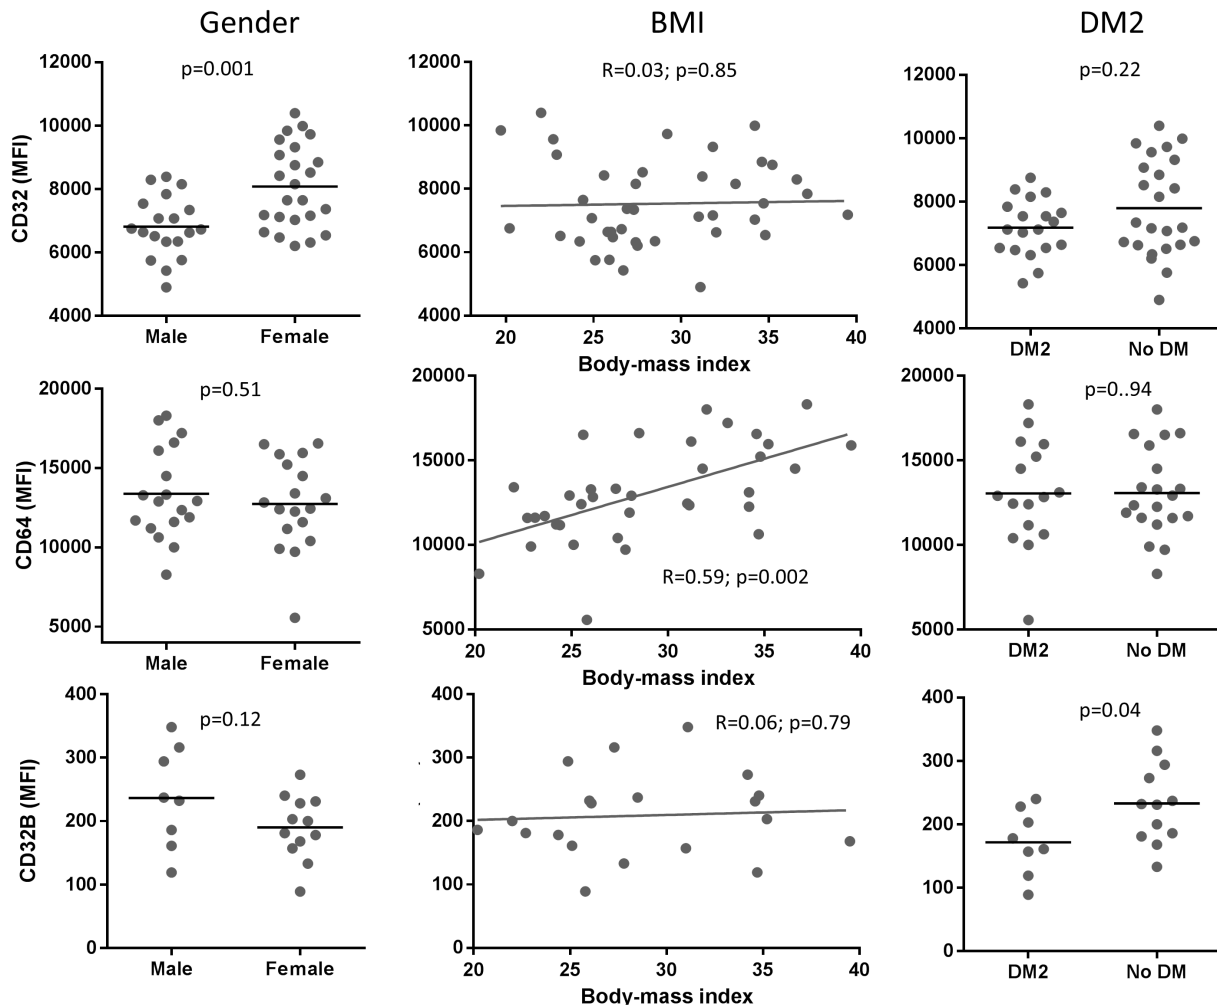 Gender
BMI
DM2
CD32 (MFI)
12000
10000
8000
6000
4000
p=0.001
Male
Female
12000
10000
8000
6000
4000
R=0.03; p=0.85
20
25
30
35
40
Body-mass index
12000
10000
8000
6000
4000
p=0.22
DM2
No DM
CD64 (MFI)
20000
15000
10000
5000
p=0.51
Male
Female
20000
15000
10000
5000
R=0.59; p=0.002
20
25
30
35
40
Body-mass index
20000
15000
10000
5000
p=0..94
DM2
No DM
CD32B (MFI)
400
300
200
100
0
p=0.12
Male
Female
400
300
200
100
0
R=0.06; p=0.79
20
25
30
35
40
Body-mass index
400
300
200
100
0
p=0.04
DM2
No DM